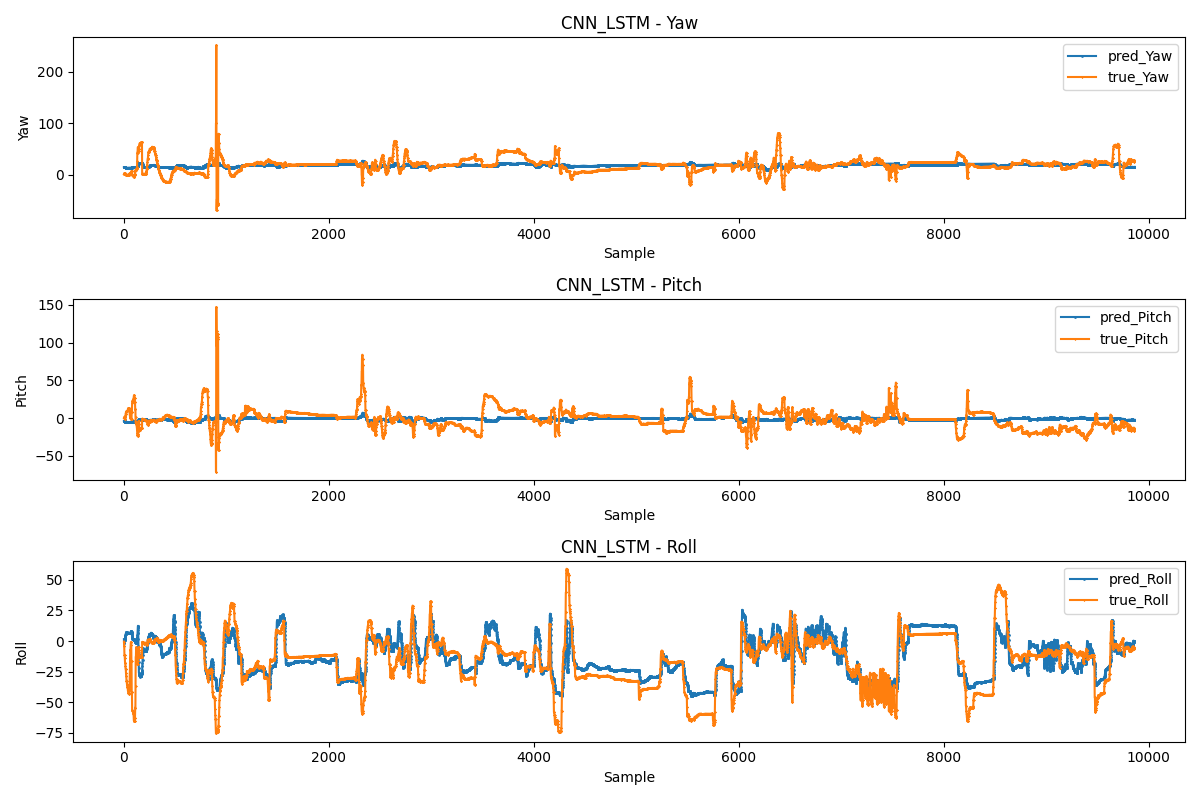 CNN_LSTM - Yaw
pred_Yaw
true_Yaw
200
100
0
Yaw
0
2000
4000
6000
8000
10000
Sample
CNN_LSTM - Pitch
pred_Pitch
true_Pitch
150
100
50
0
−50
Pitch
0
2000
4000
6000
8000
10000
Sample
CNN_LSTM - Roll
pred_Roll
true_Roll
50
25
0
−25
−50
−75
Roll
0
2000
4000
6000
8000
10000
Sample